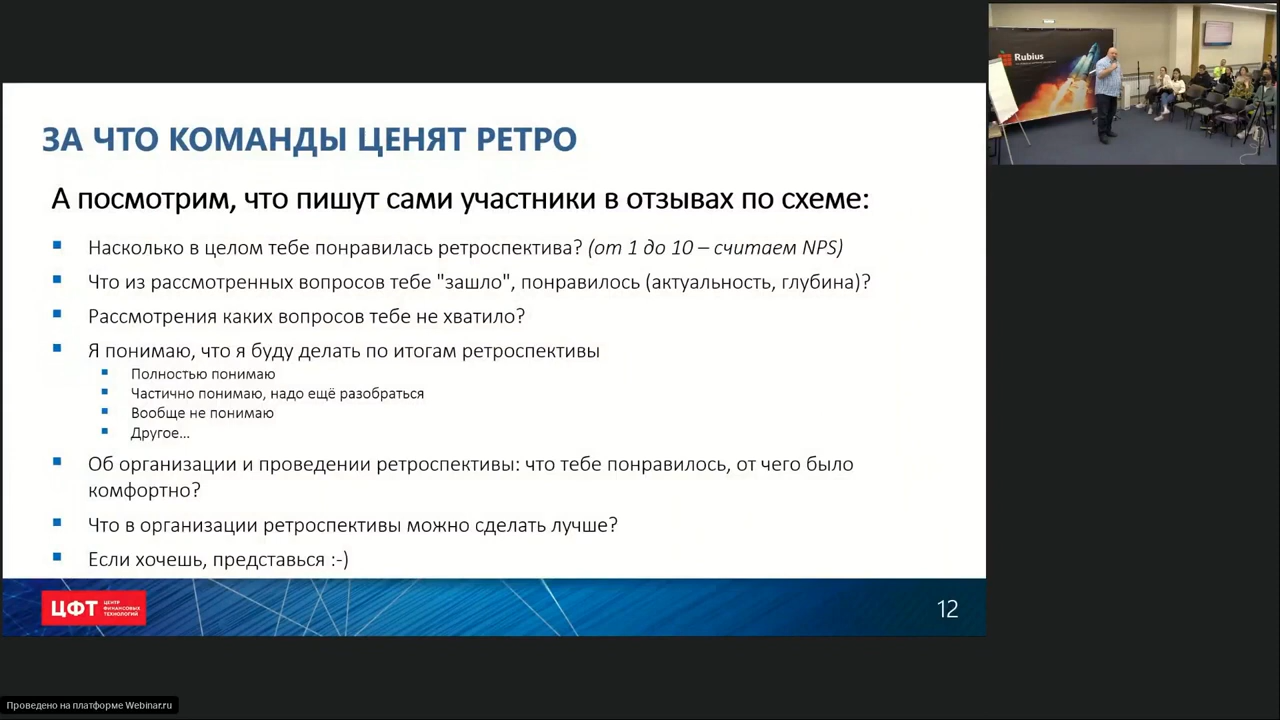 Rubius
ЗА ЧТО КОМАНДЫ ЦЕНЯТ РЕТРО
А посмотрим, что пишут сами участники в отзывах по схеме:
Насколько в целом тебе понравилась ретроспектива? (от 1 до 10 – считаем NPS)
Что из рассмотренных вопросов тебе "зашло", понравилось (актуальность, глубина)?
Рассмотрения каких вопросов тебе не хватило?
Я понимаю, что я буду делать по итогам ретроспективы
Полностью понимаю
Частично понимаю, надо ещё разобраться
Вообще не понимаю
Другое...
Об организации и проведении ретроспективы: что тебе понравилось, от чего было
комфортно?
Что в организации ретроспективы можно сделать лучше?
Если хочешь, представься :-)
ЦФТ
ЦЕНТР
ФИНАНСОВЫХ
ТЕХНОЛОГИЙ
12
Проведено на платформе Webinar.ru